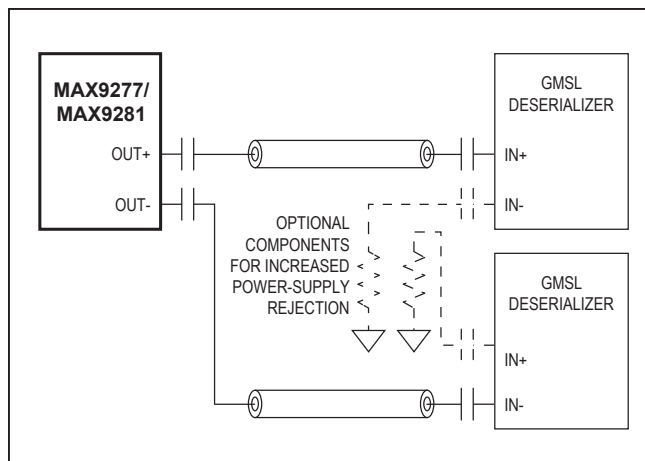 MAX9277/
MAX9281
OUT+
OUT-
GMSL
DESERIALIZER
IN+
IN-
OPTIONAL
COMPONENTS
FOR INCREASED
POWER-SUPPLY
REJECTION
GMSL
DESERIALIZER
IN+
IN-